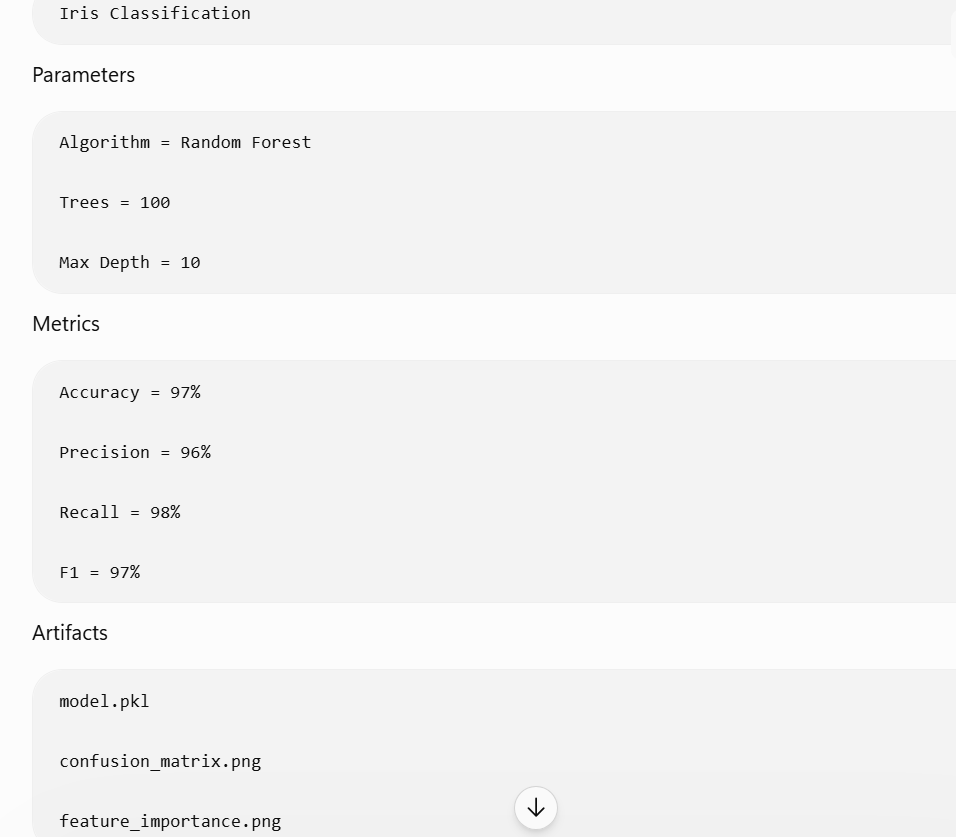 Iris Classification
Parameters
Algorithm = Random Forest
Trees = 100
Max Depth = 10
Metrics
Accuracy = 97%
Precision = 96%
Recall = 98%
F1 = 97%
Artifacts
model.pkl
confusion_matrix.png
feature_importance.png